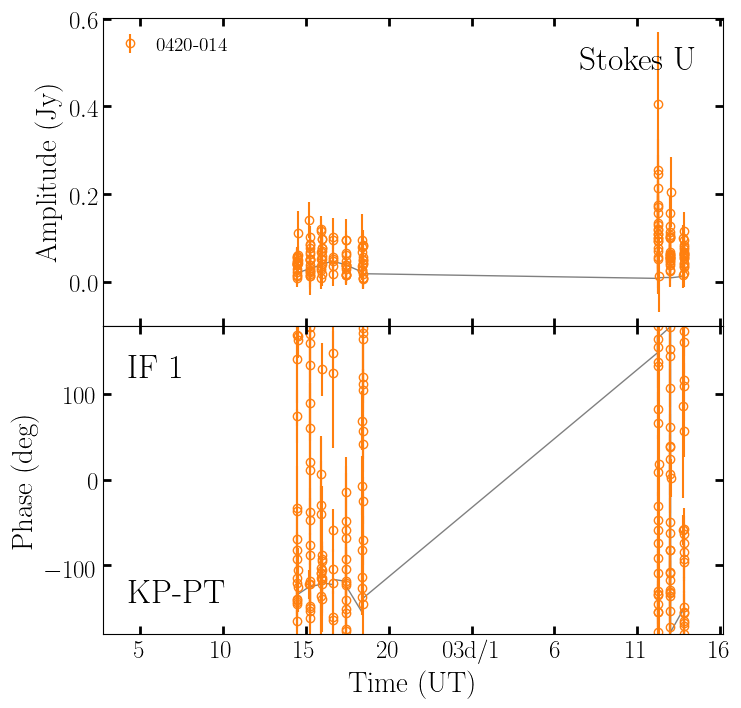 0420-014
Stokes U
Amplitude (Jy)
0.6
0.4
0.2
0.0
IF 1
KP-PT
Phase (deg)
100
0
−100
5 10 15 20 03d/1 6 11 16
Time (UT)